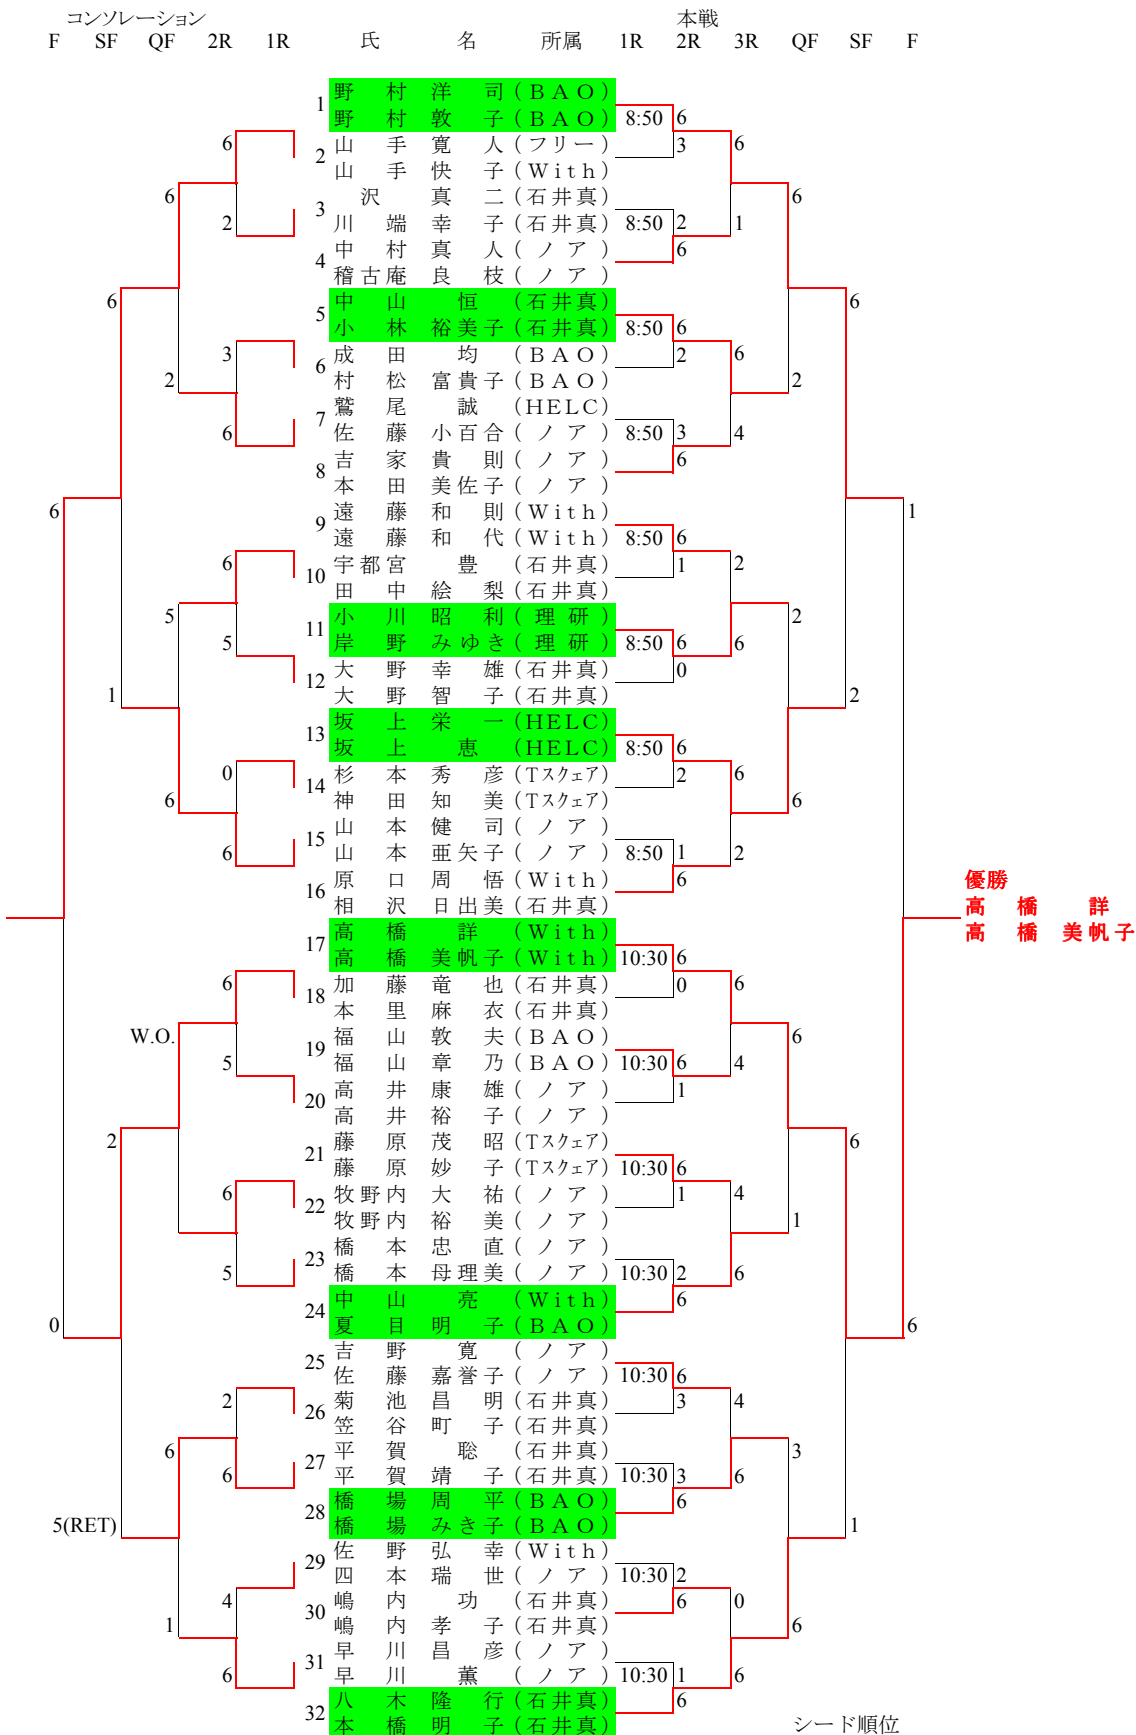 コンソレーション 本戦
F SF QF 2R 1R 氏 名 所属 1R 2R 3R QF SF F
1 野村洋司(BAO)
野村敦子(BAO) 8:50 6
6 山手寛人(フリー) 3 6
2 山手快子(With)
6 沢真二(石井真) 6
3
2 川端幸子(石井真) 8:50 2 1
4 中村真人(ノア) 6
稽古庵良枝(ノア)
6 中山恒(石井真) 6
5 小林裕美子(石井真) 8:50 6
3 成田均(BAO) 2 6
6
2 村松富貴子(BAO) 2
7 鷲尾誠(HELC)
6 佐藤小百合(ノア) 8:50 3 4
8 吉家貴則(ノア) 6
本田美佐子(ノア)
6 9 遠藤和則(With) 1
遠藤和代(With) 8:50 6
6 宇都宮豊(石井真) 1 2
10 田中絵梨(石井真)
5 小川昭利(理研) 2
11
5 岸野みゆき(理研) 8:50 6 6
12 大野幸雄(石井真) 0
1 大野智子(石井真) 2
13 坂上栄一(HELC)
坂上恵(HELC) 8:50 6
0 杉本秀彦(Tスクェア) 2 6
14
6 神田知美(Tスクェア) 6
15 山本健司(ノア)
6 山本亜矢子(ノア) 8:50 1 2
16 原口周悟(With) 6
相沢日出美(石井真)
優勝
高橋詳
高橋美帆子
17 高橋詳(With)
高橋美帆子(With) 10:30 6
6 加藤竜也(石井真) 0 6
18 本里麻衣(石井真)
W.O. 福山敦夫(BAO) 6
19
5 福山章乃(BAO) 10:30 6 4
20 高井康雄(ノア) 1
高井裕子(ノア)
2 藤原茂昭(Tスクェア) 6
21 藤原妙子(Tスクェア) 10:30 6
6 牧野内大祐(ノア) 1 4
22 牧野内裕美(ノア) 1
23 橋本忠直(ノア)
5 橋本母理美(ノア) 10:30 2 6
24 中山亮(With) 6
0 夏目明子(BAO) 6
25 吉野寛(ノア)
佐藤嘉誉子(ノア) 10:30 6
2 菊池昌明(石井真) 3 4
26 笠谷町子(石井真)
6 平賀聡(石井真) 3
27
6 平賀靖子(石井真) 10:30 3 6
28 橋場周平(BAO) 6
5(RET) 橋場みき子(BAO) 1
29 佐野弘幸(With)
四本瑞世(ノア) 10:30 2
4 嶋内功(石井真) 6 0
30
1 嶋内孝子(石井真) 6
31 早川昌彦(ノア)
6 早川薫(ノア) 10:30 1 6
32 八木隆行(石井真) 6
本橋明子(石井真) シード順位